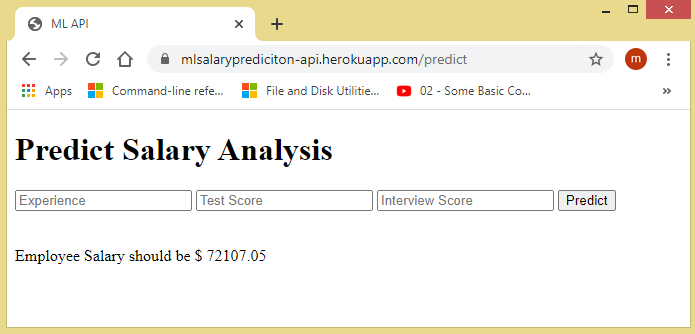 ML API
mlsalaryprediciton-api.herokuapp.com/predict
m
Apps Command-line refe... File and Disk Utilitie... 02 - Some Basic Co...
Predict Salary Analysis
Experience Test Score Interview Score Predict
Employee Salary should be $ 72107.05